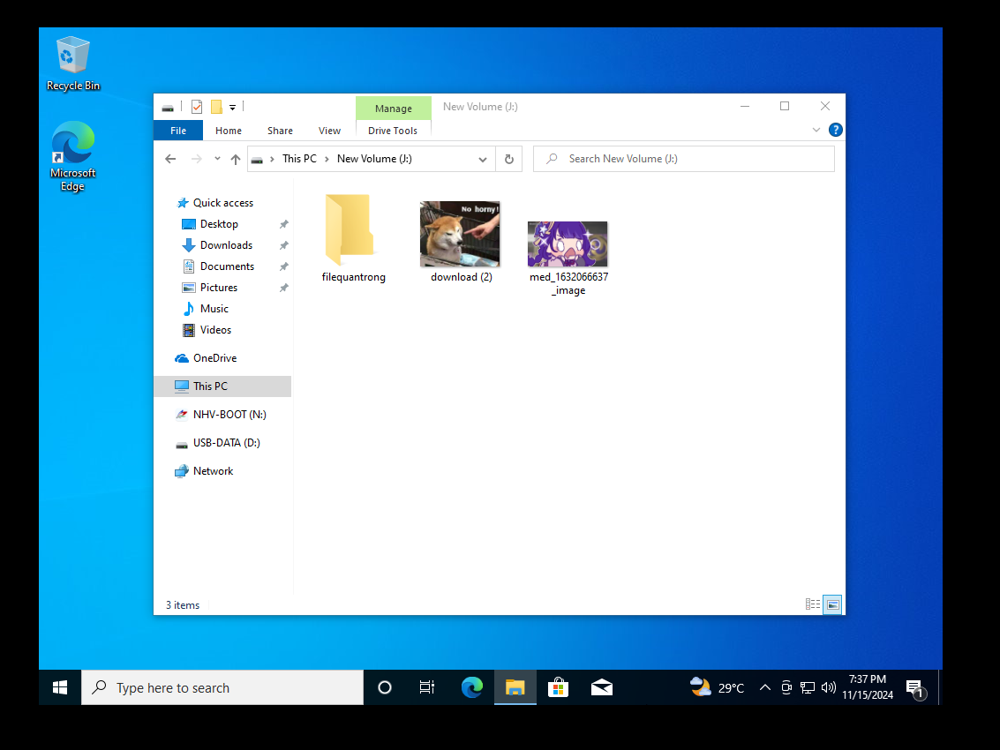 Recycle Bin
Microsoft
Edge
Manage
New Volume (J:)
File
Home
Share
View
Drive Tools
This PC
New Volume (J:)
Search New Volume (J:)
Quick access
Desktop
Downloads
Documents
Pictures
Music
Videos
OneDrive
This PC
NHV-BOOT (N:)
USB-DATA (D:)
Network
No horny!
filequantrong
download (2)
med_1632066637
_image
3 items
Type here to search
29°C
7:37 PM
11/15/2024
1